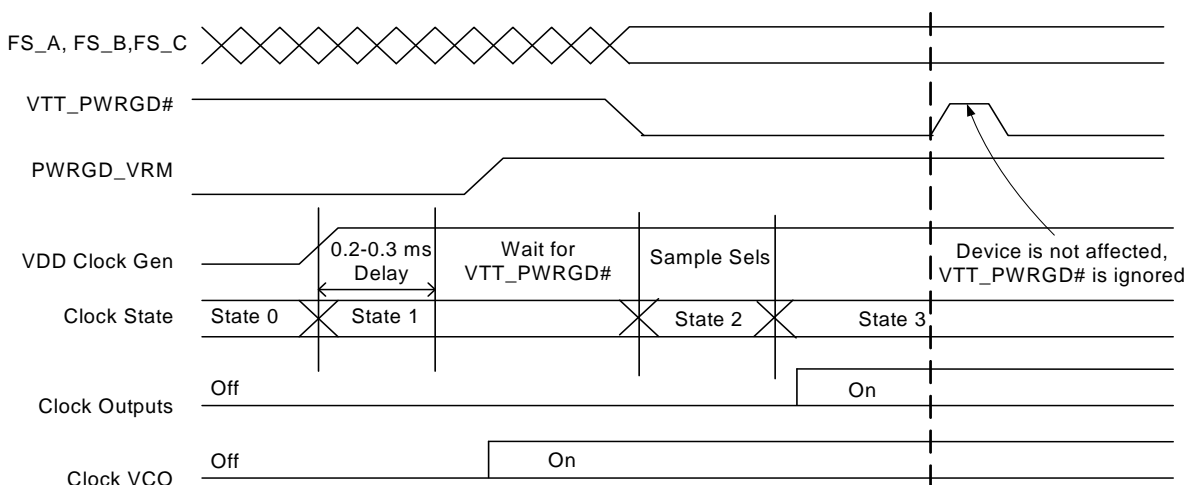 FS_A, FS_B,FS_C
VTT_PWRGD#
PWRGD_VRM
VDD Clock Gen
0.2-0.3 ms
Delay
Wait for
VTT_PWRGD#
Sample Sels
Device is not affected,
VTT_PWRGD# is ignored
Clock State
State 0
State 1
State 2
State 3
Clock Outputs
Off
On
Clock VCO
Off
On